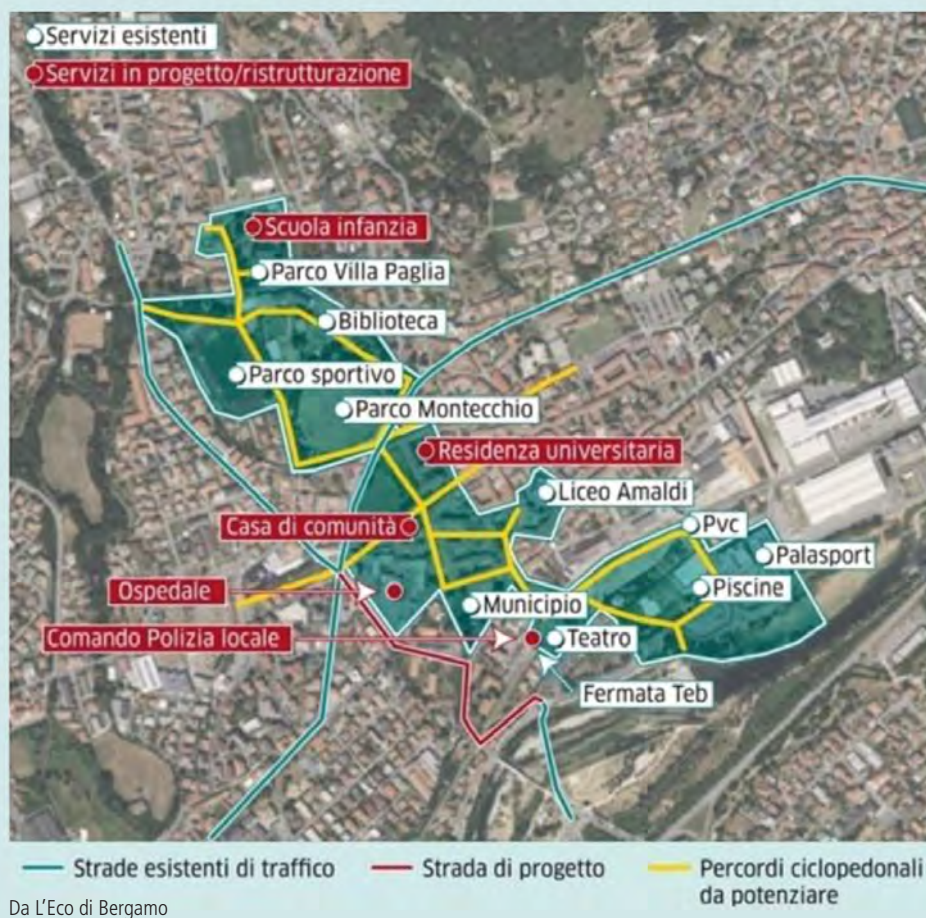 Servizi esistenti
Servizi in progetto/ristrutturazione
Scuola infanzia
Parco Villa Paglia
Biblioteca
Parco sportivo
Parco Montecchio
Residenza universitaria
Liceo Amaldi
Casa di comunità
Pvc
Palasport
Ospedale
Piscine
Municipio
Comando Polizia locale
Teatro
Fermata Teb
Strade esistenti di traffico
Strada di progetto
Percordi ciclopedonali
da potenziare
Da L'Eco di Bergamo